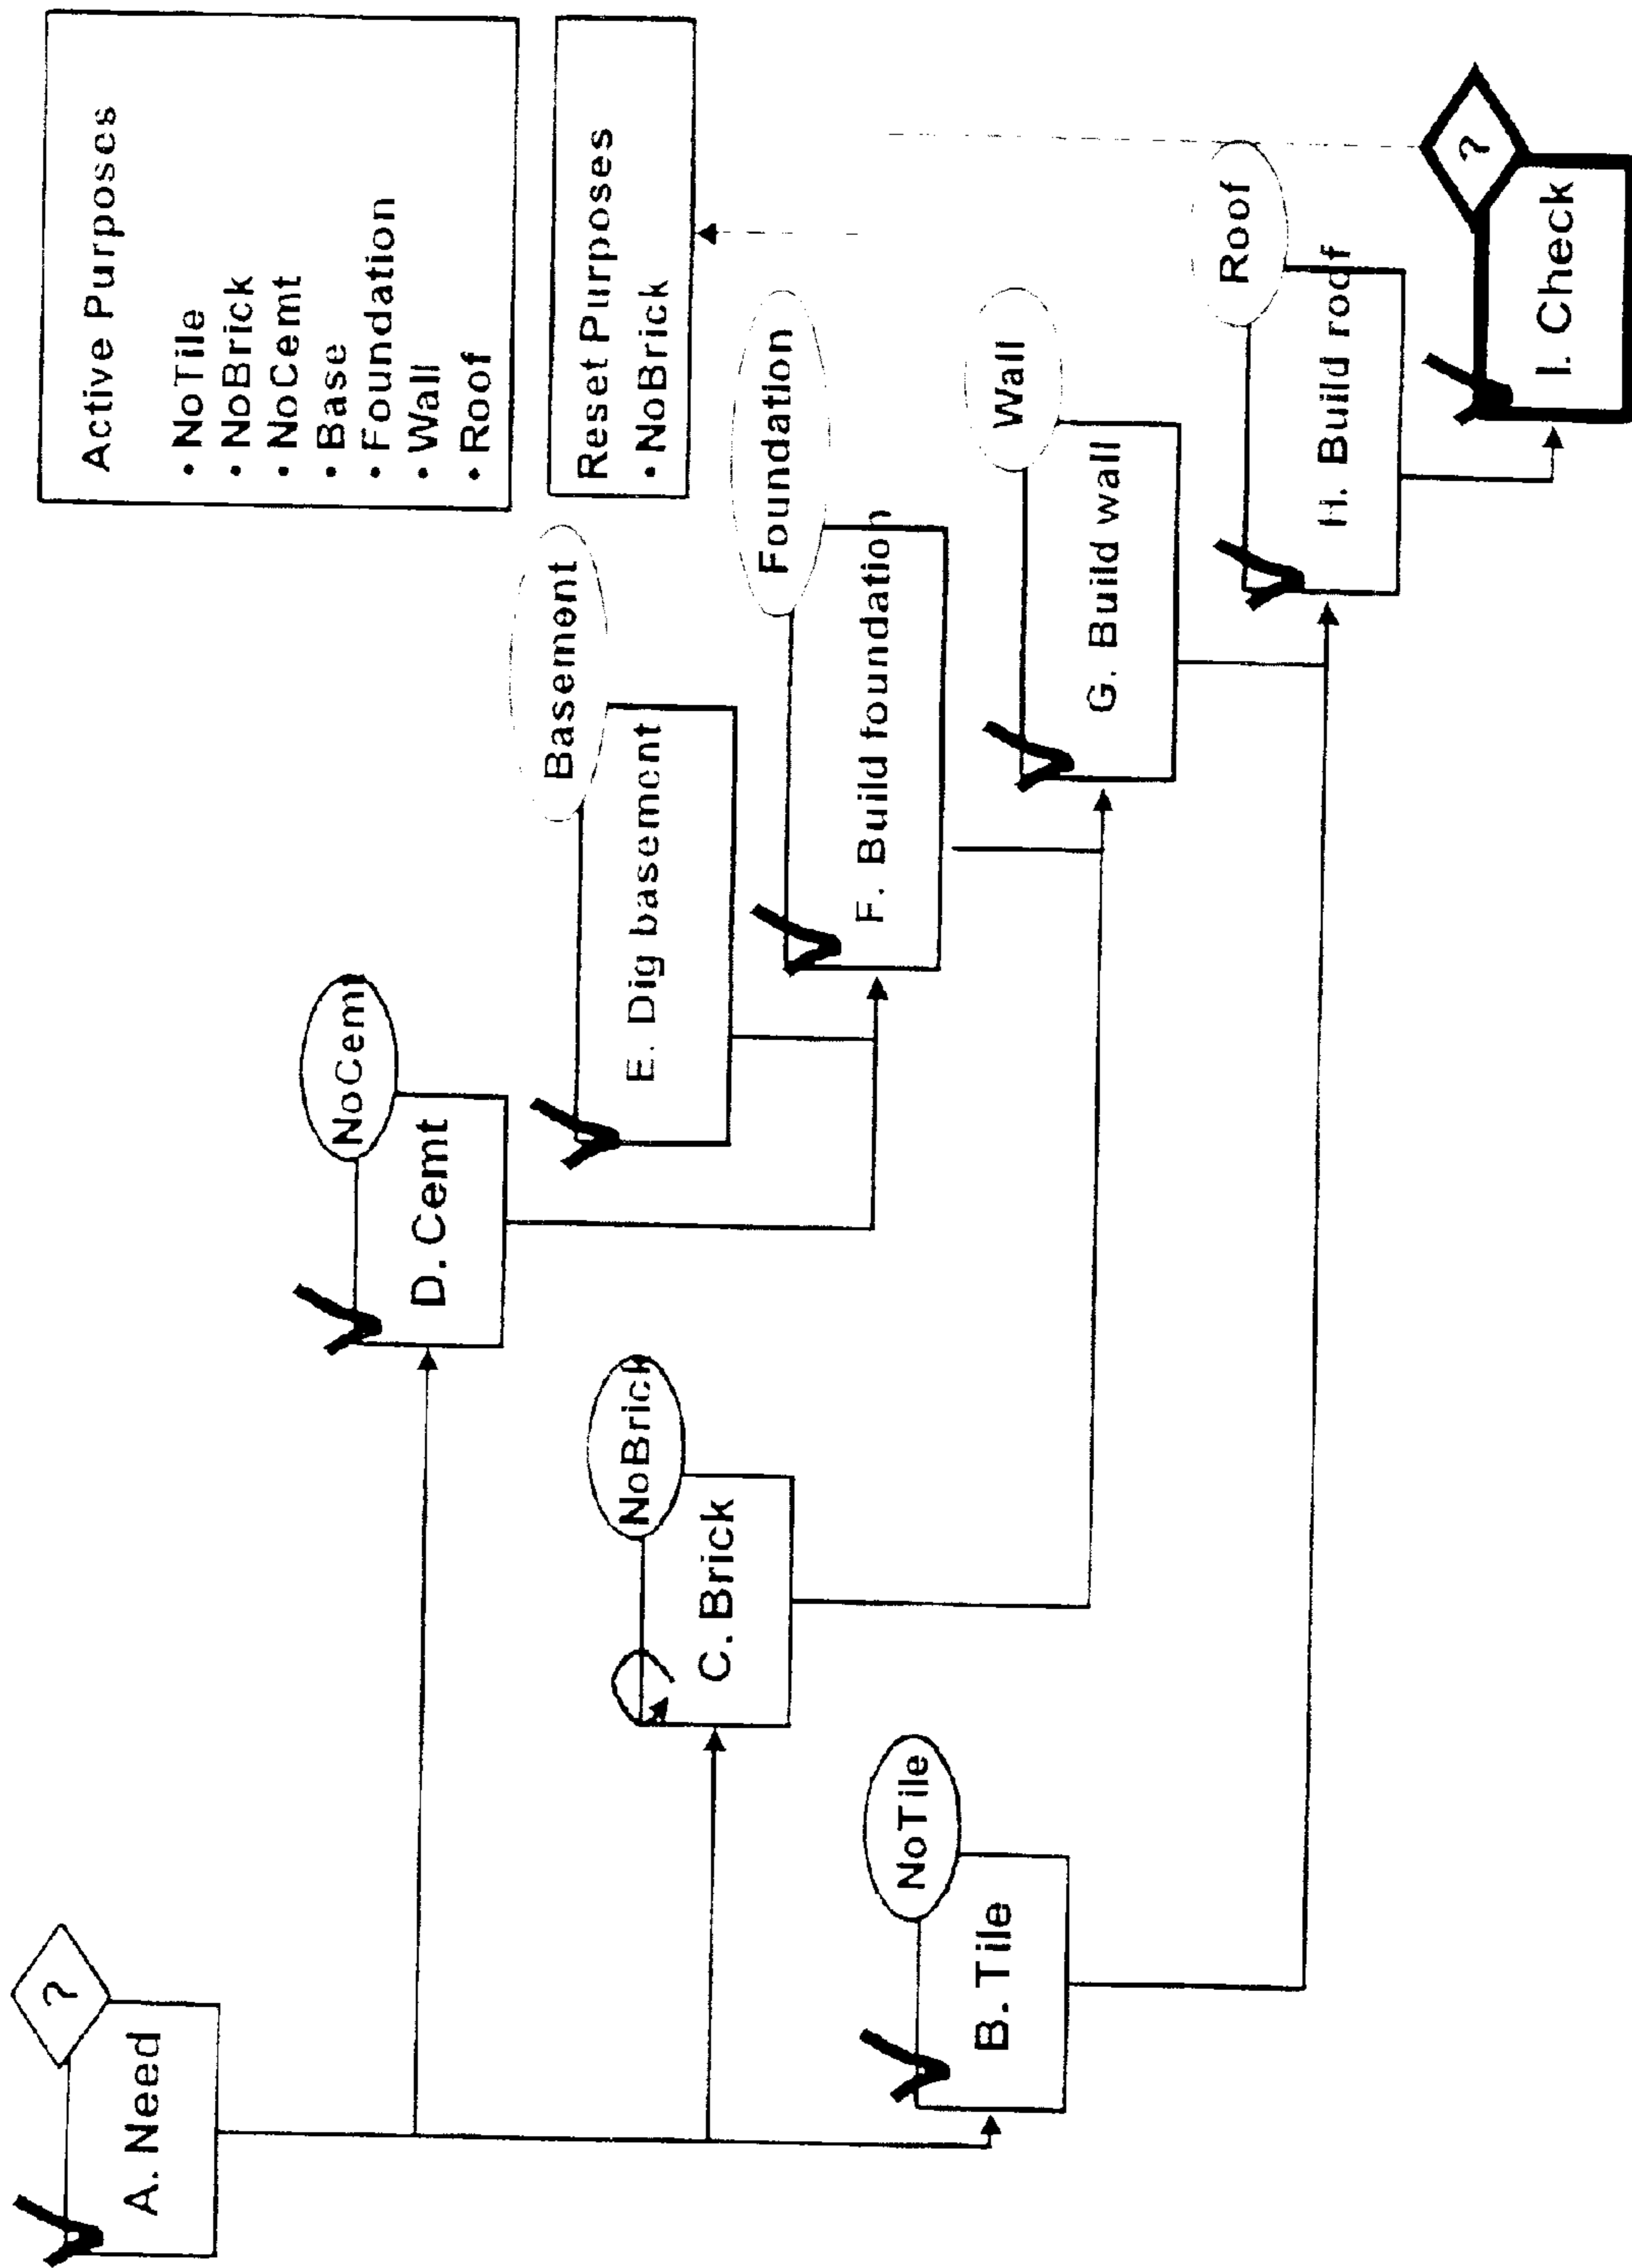 ?
A. Need
NoCemt
D. Cemt
NoBrick
C. Brick
NoTile
B. Tile
Basement
E. Dig basement
Foundation
F. Build foundation
Wall
G. Build wall
Roof
H. Build roof
?
I. Check
Active Purposes
• NoTile
• NoBrick
• NoCemt
• Base
• Foundation
• Wall
• Roof
Reset Purposes
• NoBrick